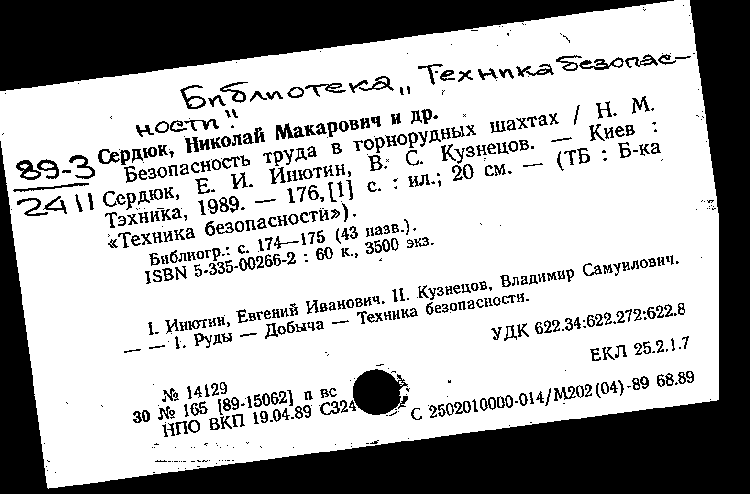 Библиотека „Техника безопас-
ности".
89-3
2411
Сердюк, Николай Макарович и др.
Безопасность труда в горнорудных шахтах / Н. М.
Сердюк, Е. И. Инютин, В. С. Кузнецов. — Киев :
Тэхника, 1989. — 176,[1] с. : ил.; 20 см. — (ТБ : Б-ка
«Техника безопасности»).
Библиогр.: с. 174—175 (43 назв.).
ISBN 5-335-00266-2 : 60 к., 3500 экз.
I. Инютин, Евгений Иванович. II. Кузнецов, Владимир Самуилович.
— — 1. Руды — Добыча — Техника безопасности.
УДК 622.34:622.272:622.8
ЕКЛ 25.2.1.7
№ 14129
30 № 165 [89-15062] п вс
НПО ВКП 19.04.89 С324
С 2502010000-014/М202(04)-89 68.89